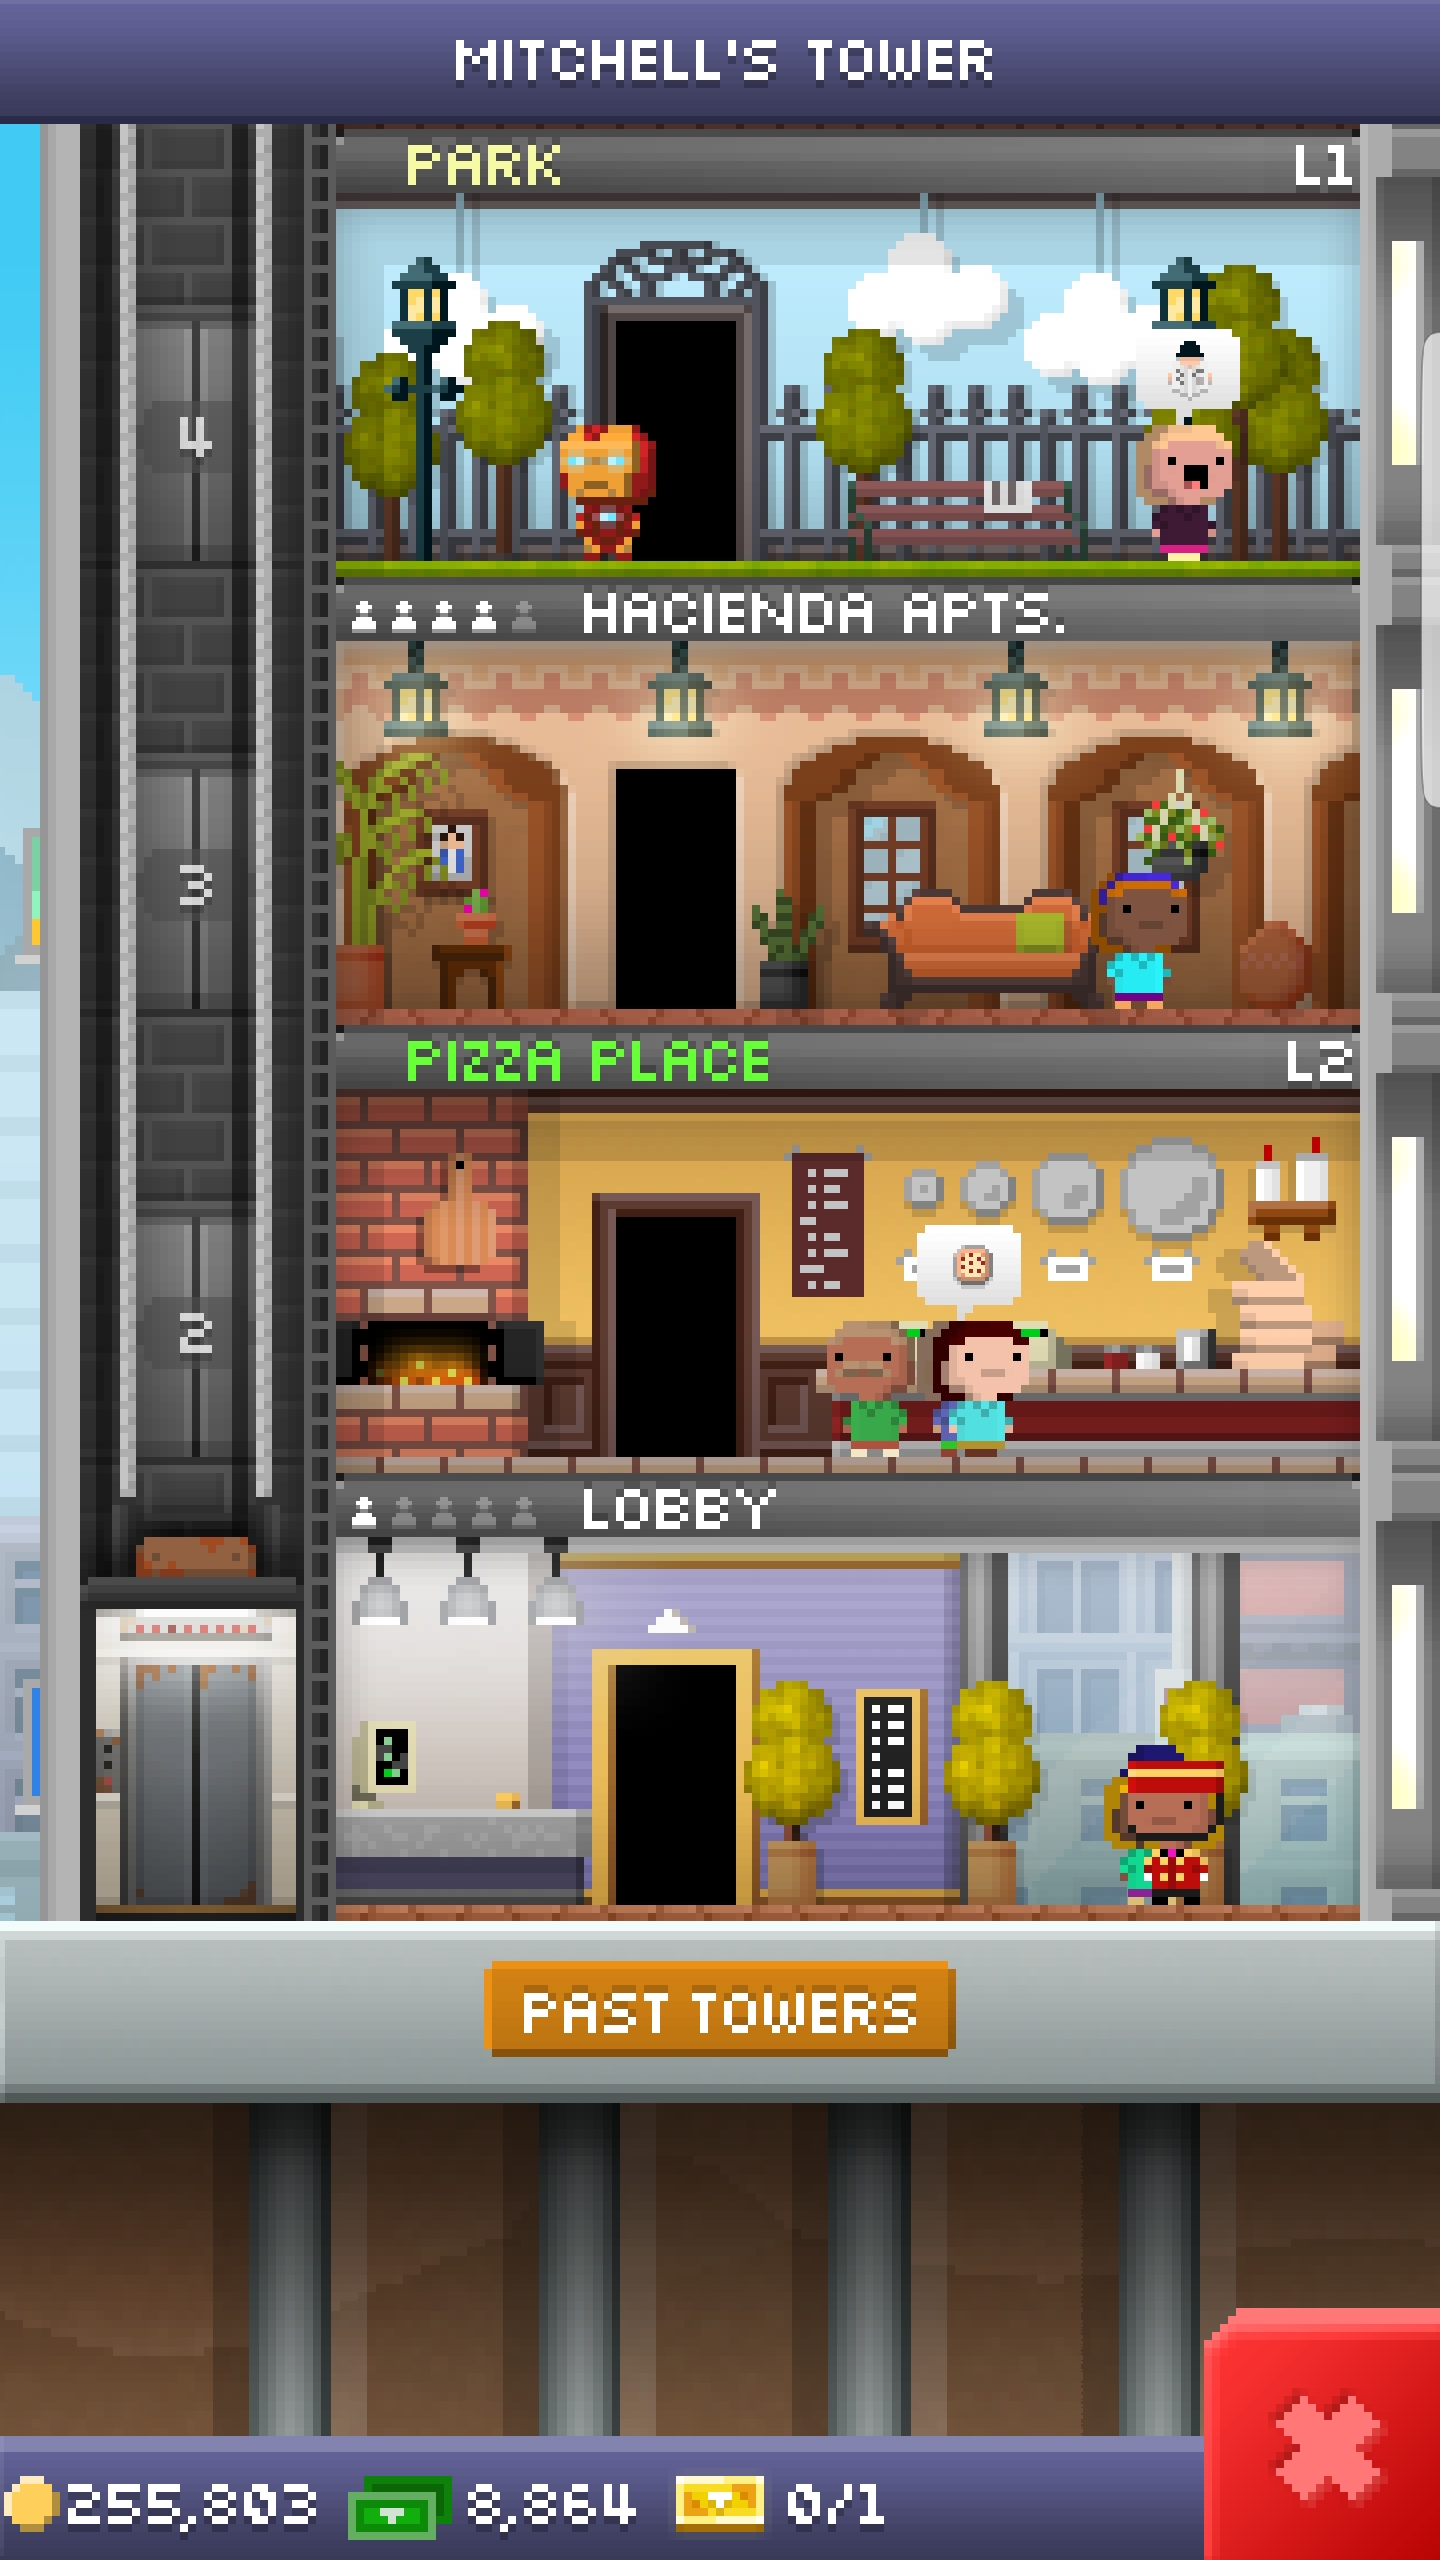 MITCHELL'S TOWER
PARK L1
4
HACIENDA APTS.
3
PIZZA PLACE L2
2
LOBBY
PAST TOWERS
255,803 8,864 0/1